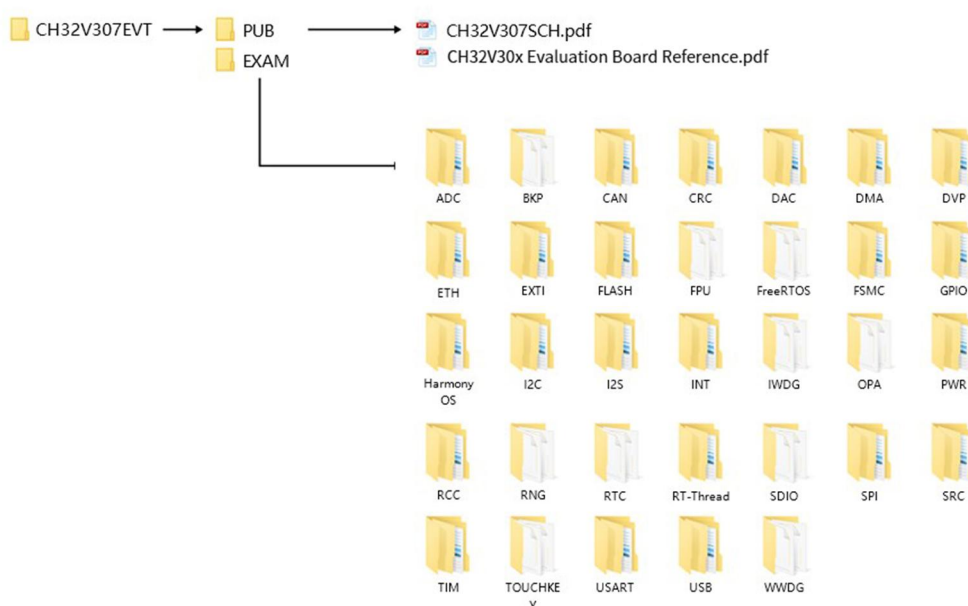 CH32V307EVT
PUB
CH32V307SCH.pdf
EXAM
CH32V30x Evaluation Board Reference.pdf
ADC BKP CAN CRC DAC DMA DVP
ETH EXTI FLASH FPU FreeRTOS FSMC GPIO
Harmony I2C I2S INT IWDG OPA PWR
OS
RCC RNG RTC RT-Thread SDIO SPI SRC
TIM TOUCHKE USART USB WWDG
Y